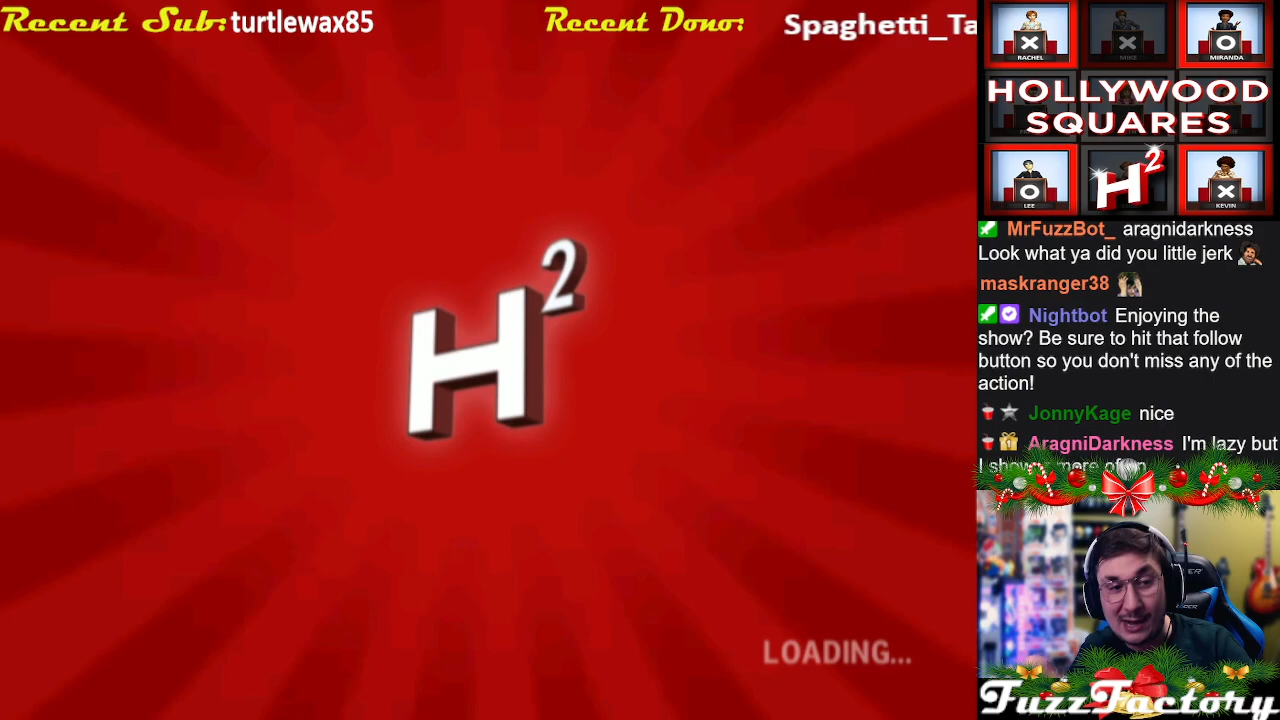 Recent Sub: turtlewax85
Recent Dono: Spaghetti_Ta
H²
LOADING...
X O
RACHEL MIKE MIRANDA
HOLLYWOOD
SQUARES
O H² X
LEE KEVIN
MrFuzzBot_ aragnidarkness
Look what ya did you little jerk
maskranger38
Nightbot Enjoying the
show? Be sure to hit that follow
button so you don't miss any of the
action!
JonnyKage nice
AragniDarkness I'm lazy but
FuzzFactory